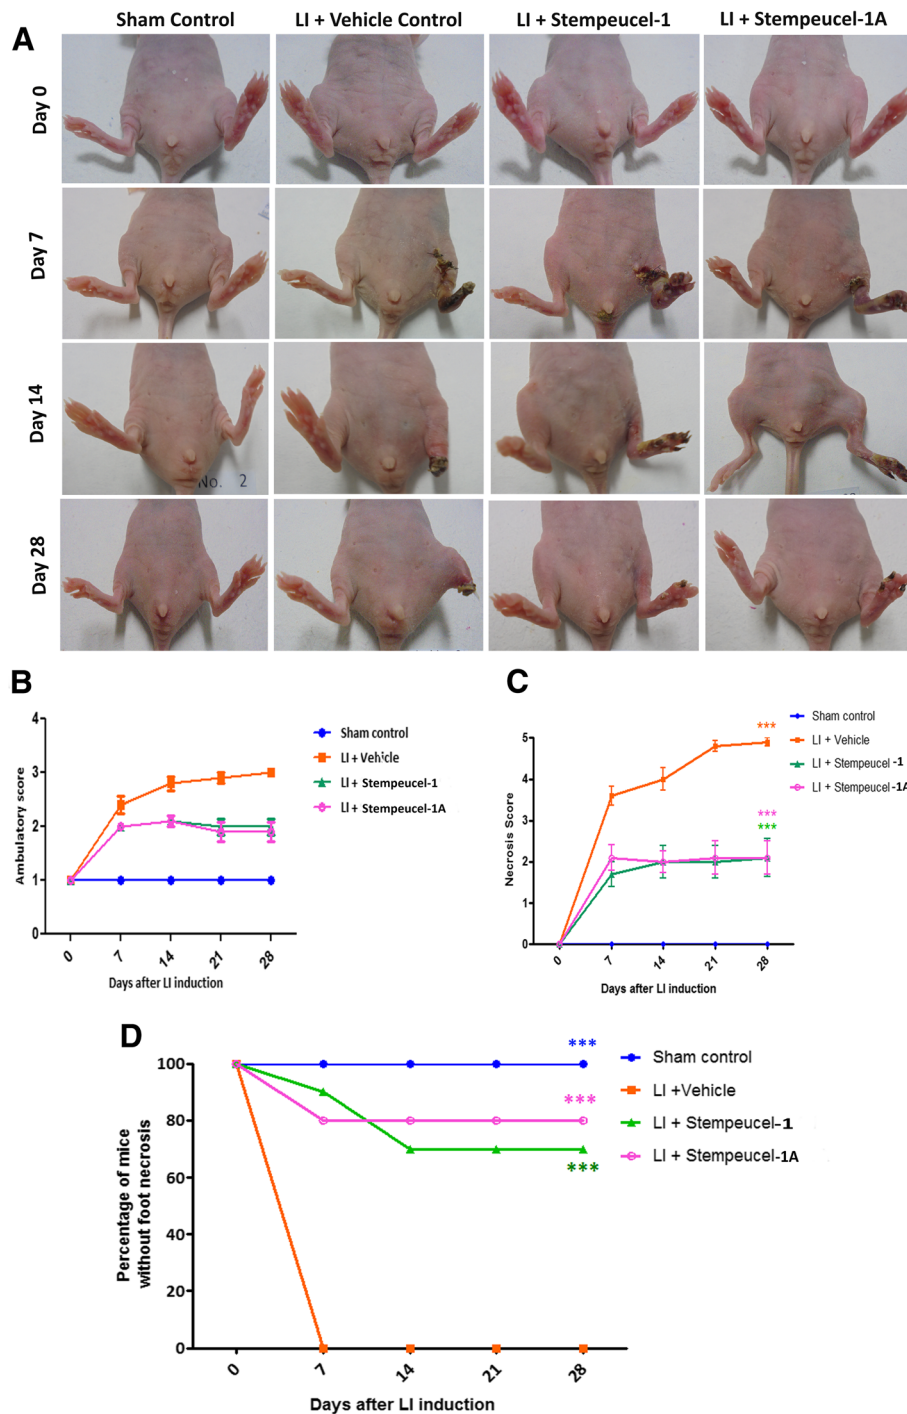 A
Sham Control
LI + Vehicle Control
LI + Stempeucel-1
LI + Stempeucel-1A
Day 0
Day 7
Day 14
No. 2
Day 28
B
4
3
2
1
0
Ambulatory score
0
7
14
21
28
Days after LI induction
Sham control
LI + Vehicle
LI + Stempeucel-1
LI + Stempeucel-1A
C
5
4
3
2
1
0
Necrosis Score
***
***
***
0
7
14
21
28
Days after LI induction
Sham control
LI + Vehicle
LI + Stempeucel -1
LI + Stempeucel-1A
D
100
80
60
40
20
0
Percentage of mice
without foot necrosis
***
***
***
0
7
14
21
28
Days after LI induction
Sham control
LI +Vehicle
LI + Stempeucel-1
LI + Stempeucel-1A